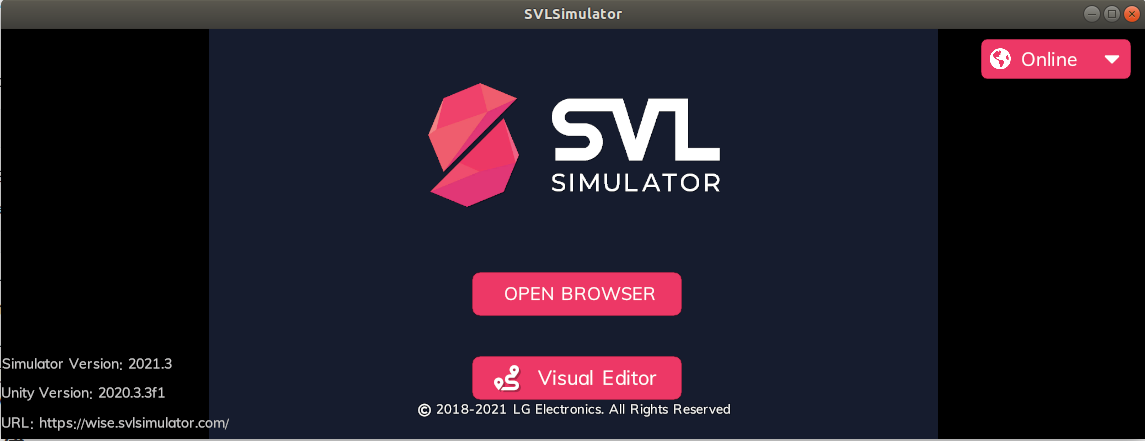 SVLSimulator
Online
SVL
SIMULATOR
OPEN BROWSER
Visual Editor
Simulator Version: 2021.3
Unity Version: 2020.3.3f1
© 2018-2021 LG Electronics. All Rights Reserved
URL: https://wise.svlsimulator.com/